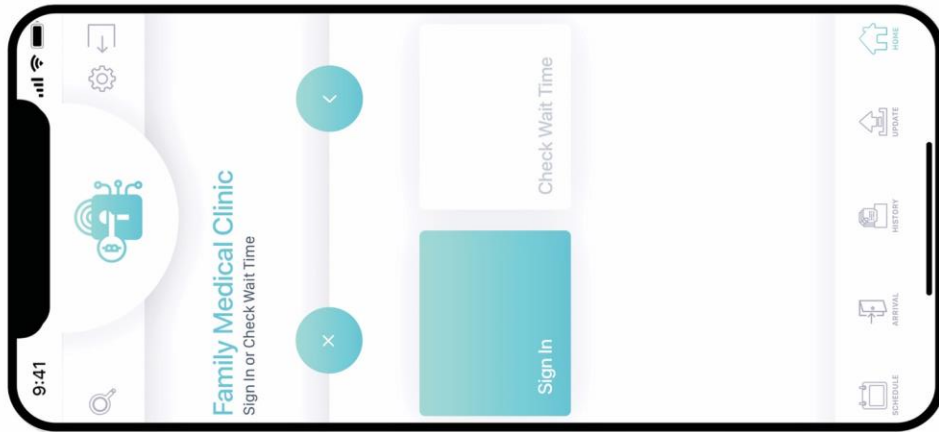 9:41
Family Medical Clinic
Sign In or Check Wait Time
Sign In
Check Wait Time
SCHEDULE
ARRIVAL
HISTORY
UPDATE
HOME